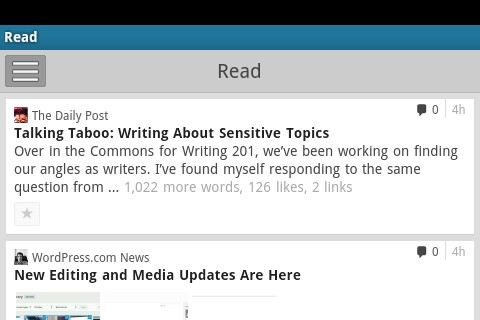 Read
Read
The Daily Post
0 4h
Talking Taboo: Writing About Sensitive Topics
Over in the Commons for Writing 201, we’ve been working on finding
our angles as writers. I’ve found myself responding to the same
question from ... 1,022 more words, 126 likes, 2 links
WordPress.com News
0 4h
New Editing and Media Updates Are Here